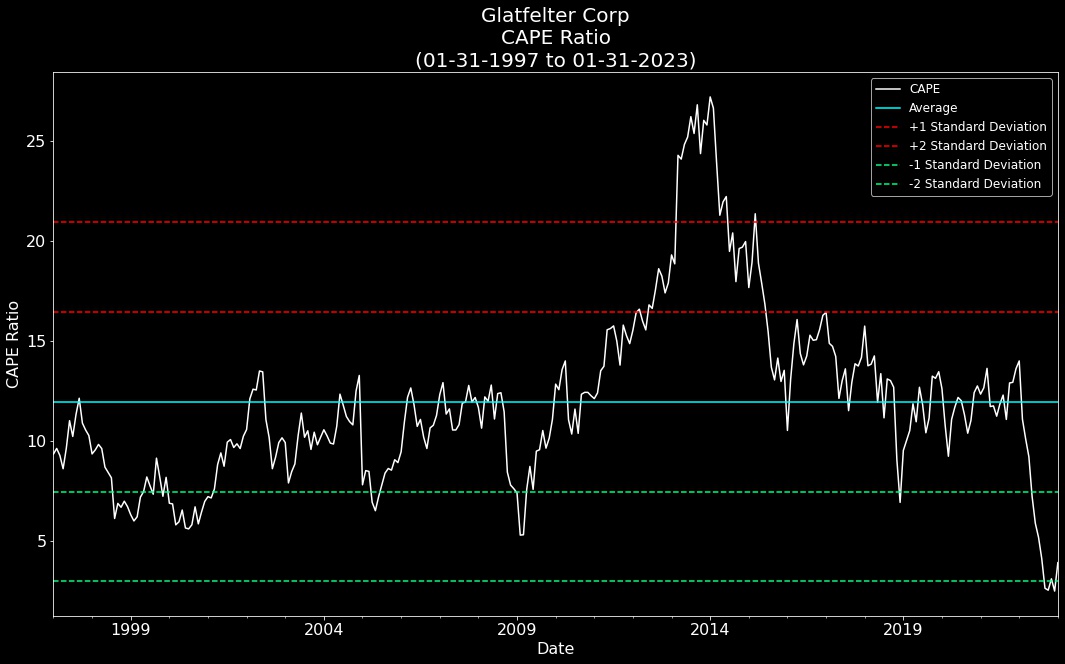 Glatfelter Corp
CAPE Ratio
(01-31-1997 to 01-31-2023)
CAPE
Average
+1 Standard Deviation
+2 Standard Deviation
-1 Standard Deviation
-2 Standard Deviation
CAPE Ratio
25
20
15
10
5
1999
2004
2009
2014
2019
Date